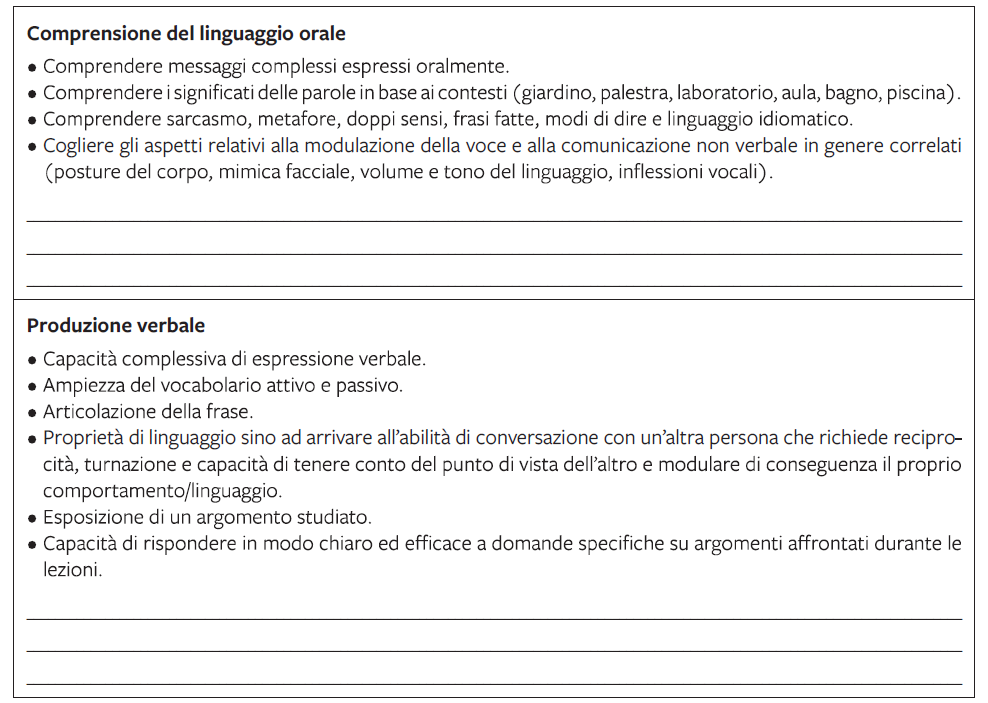 Comprensione del linguaggio orale
● Comprendere messaggi complessi espressi oralmente.
● Comprendere i significati delle parole in base ai contesti (giardino, palestra, laboratorio, aula, bagno, piscina).
● Comprendere sarcasmo, metafore, doppi sensi, frasi fatte, modi di dire e linguaggio idiomatico.
● Cogliere gli aspetti relativi alla modulazione della voce e alla comunicazione non verbale in genere correlati
(posture del corpo, mimica facciale, volume e tono del linguaggio, inflessioni vocali).
Produzione verbale
● Capacità complessiva di espressione verbale.
● Ampiezza del vocabolario attivo e passivo.
● Articolazione della frase.
● Proprietà di linguaggio sino ad arrivare all’abilità di conversazione con un’altra persona che richiede recipro-
cità, turnazione e capacità di tenere conto del punto di vista dell’altro e modulare di conseguenza il proprio
comportamento/linguaggio.
● Esposizione di un argomento studiato.
● Capacità di rispondere in modo chiaro ed efficace a domande specifiche su argomenti affrontati durante le
lezioni.